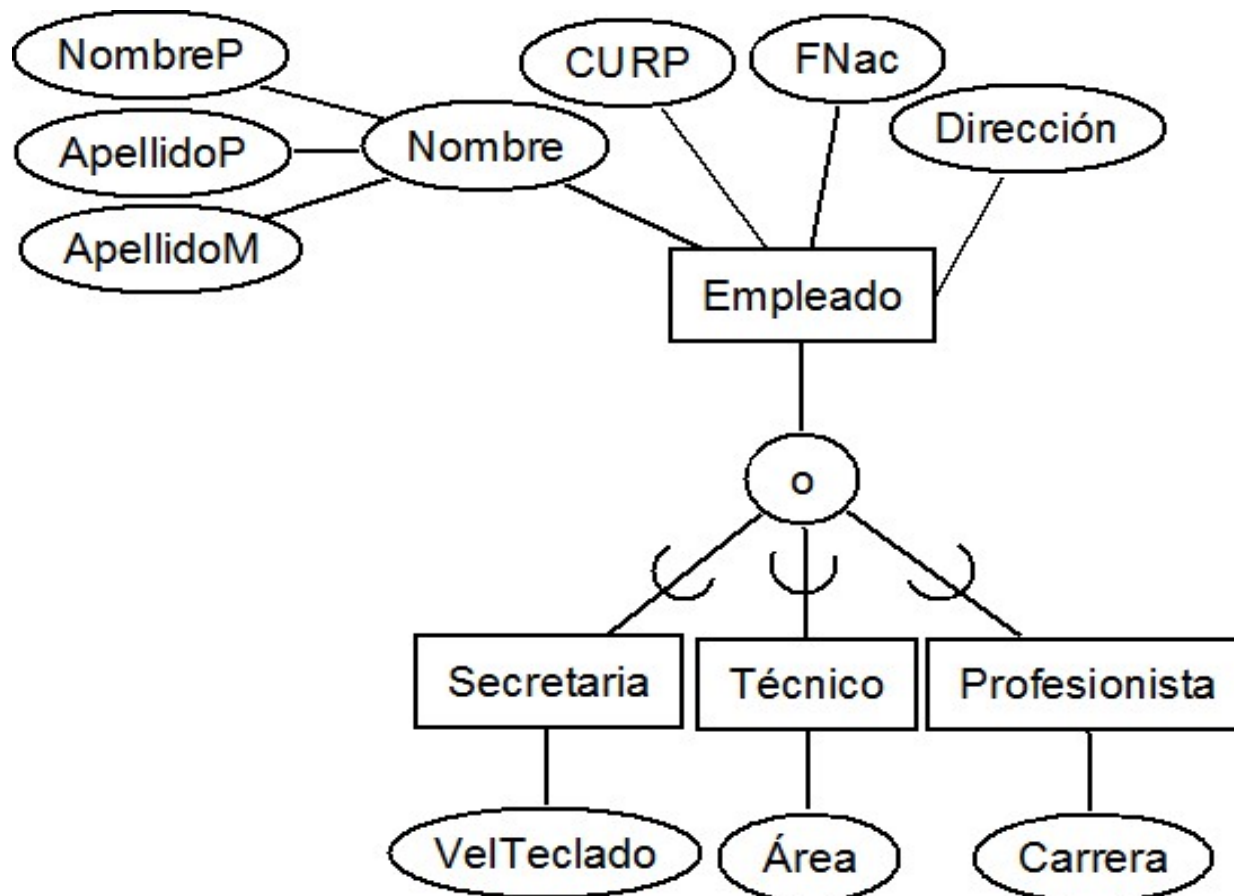 NombreP
CURP
FNac
Dirección
ApellidoP
Nombre
ApellidoM
Empleado
o
Secretaria
Técnico
Profesionista
VelTeclado
Área
Carrera